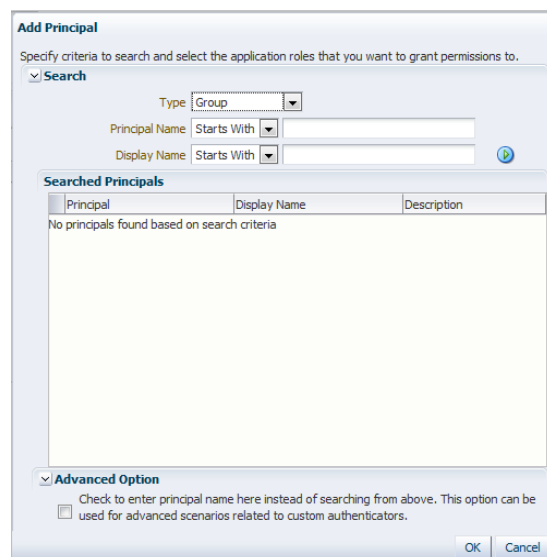 Add Principal
Specify criteria to search and select the application roles that you want to grant permissions to.
Search
Type Group
Principal Name Starts With
Display Name Starts With
Searched Principals
Principal Display Name Description
No principals found based on search criteria
Advanced Option
Check to enter principal name here instead of searching from above. This option can be
used for advanced scenarios related to custom authenticators.
OK Cancel